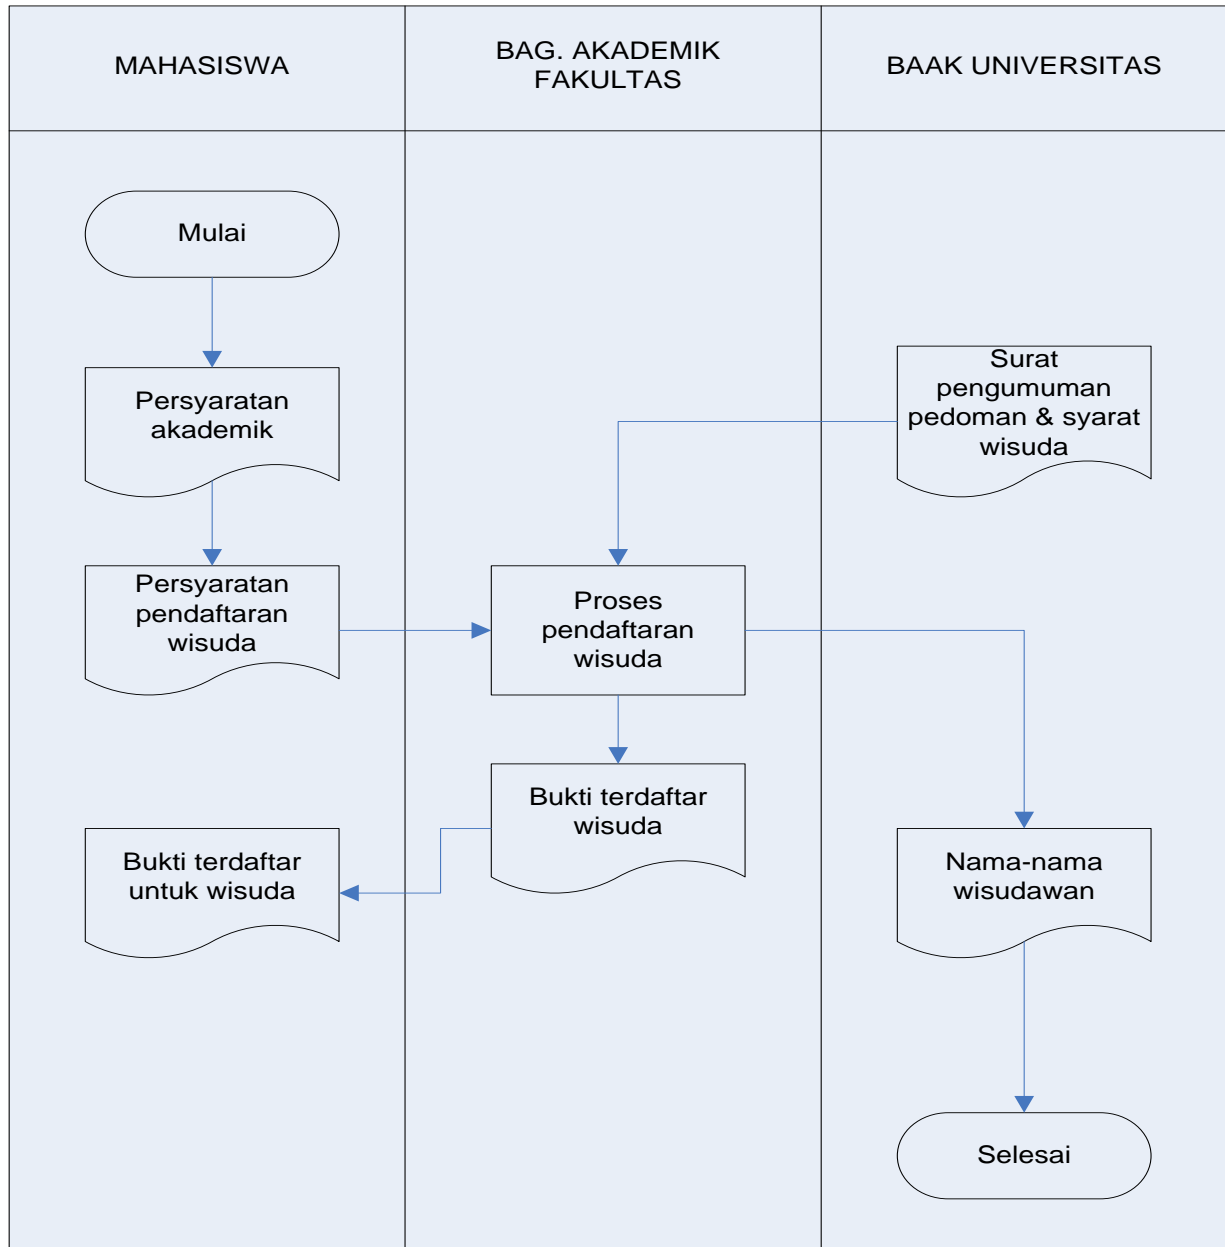 MAHASISWA
BAG. AKADEMIK
FAKULTAS
BAAK UNIVERSITAS
Mulai
Persyaratan
akademik
Surat
pengumuman
pedoman & syarat
wisuda
Persyaratan
pendaftaran
wisuda
Proses
pendaftaran
wisuda
Bukti terdaftar
wisuda
Bukti terdaftar
untuk wisuda
Nama-nama
wisudawan
Selesai